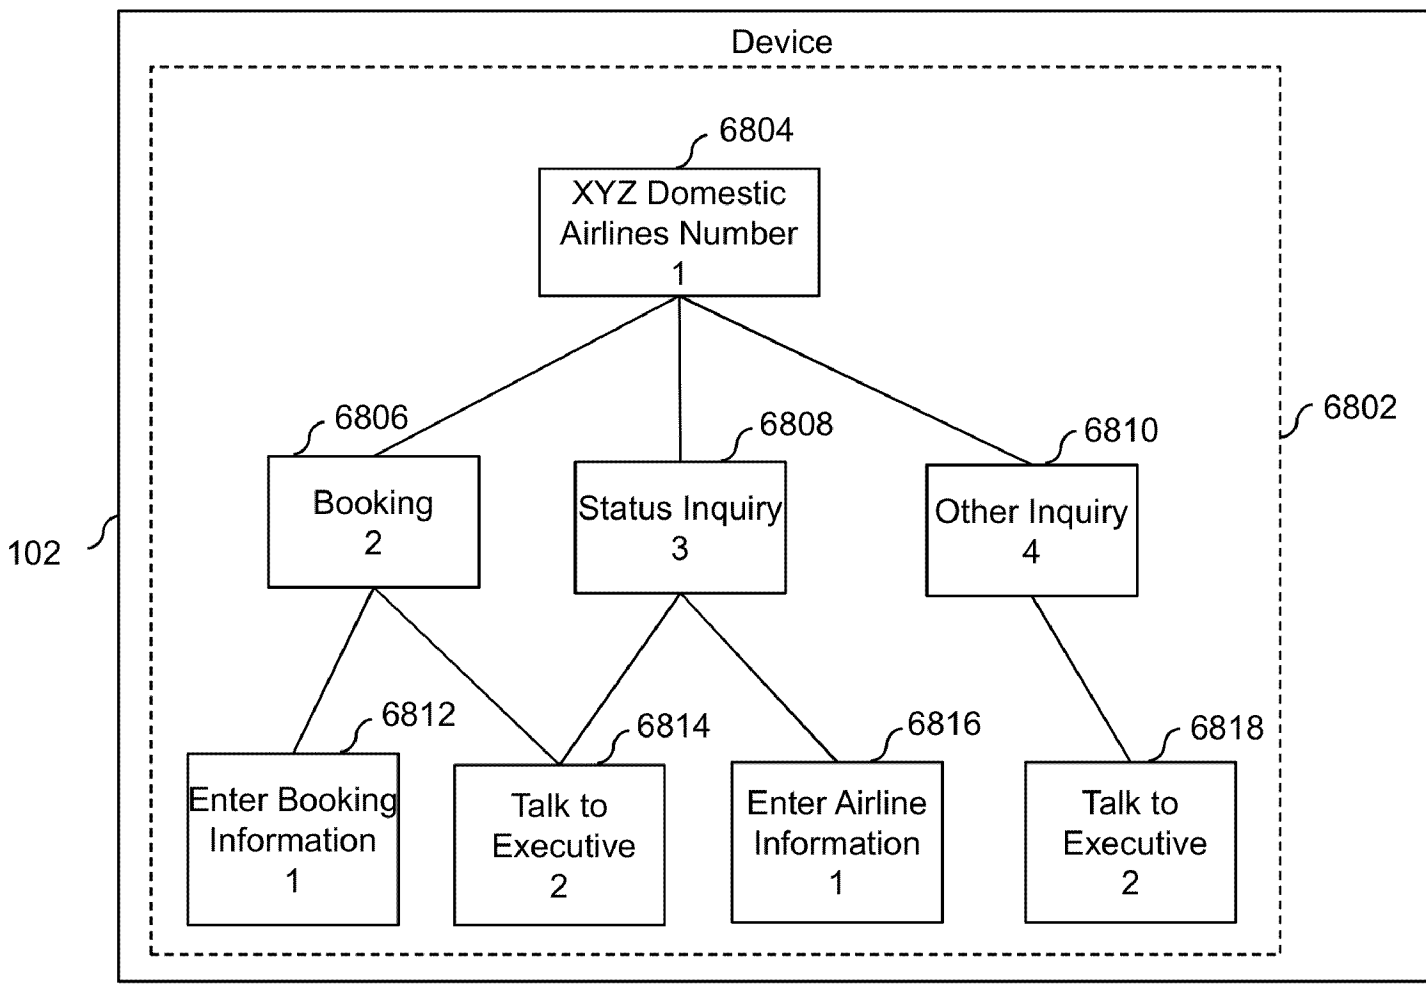 Device
6804
XYZ Domestic
Airlines Number
1
6806
6808
6810
6802
Booking
2
Status Inquiry
3
Other Inquiry
4
102
6812
6814
6816
6818
Enter Booking
Information
1
Talk to
Executive
2
Enter Airline
Information
1
Talk to
Executive
2